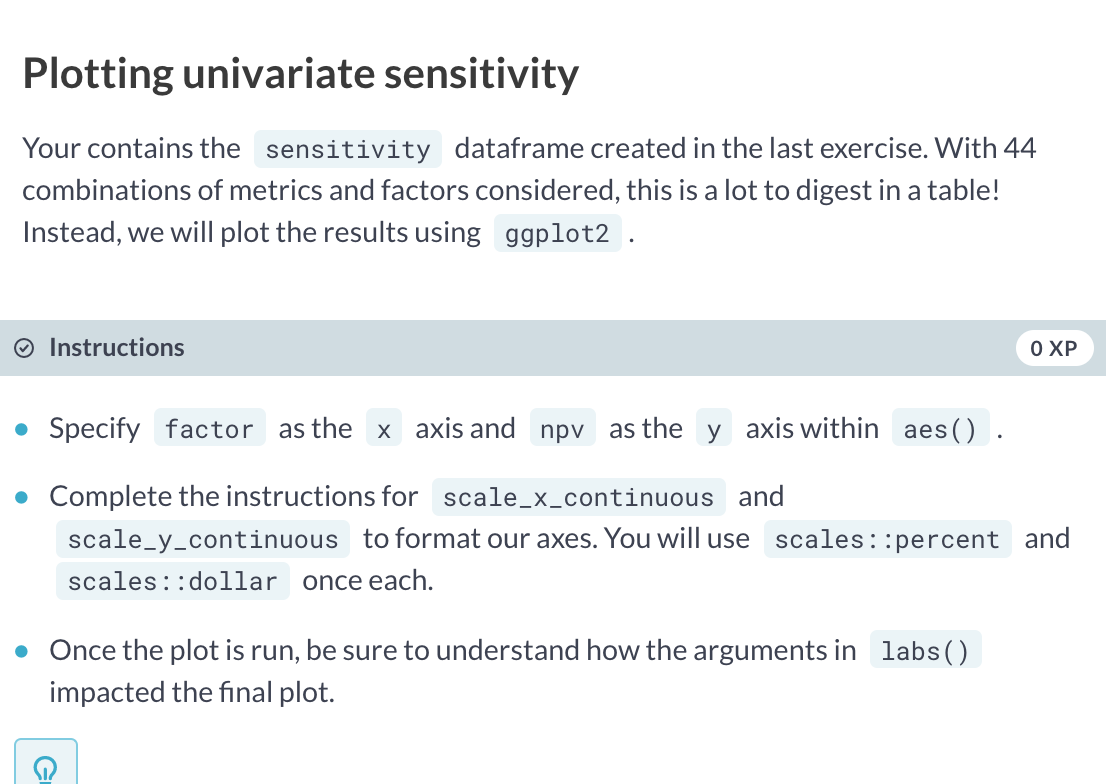 Plotting univariate sensitivity
Your contains the sensitivity dataframe created in the last exercise. With 44
combinations of metrics and factors considered, this is a lot to digest in a table!
Instead, we will plot the results using ggplot2 .
Instructions
0 XP
Specify factor as the x axis and npv as the y axis within aes() .
Complete the instructions for scale_x_continuous and
scale_y_continuous to format our axes. You will use scales::percent and
scales::dollar once each.
Once the plot is run, be sure to understand how the arguments in labs()
impacted the final plot.